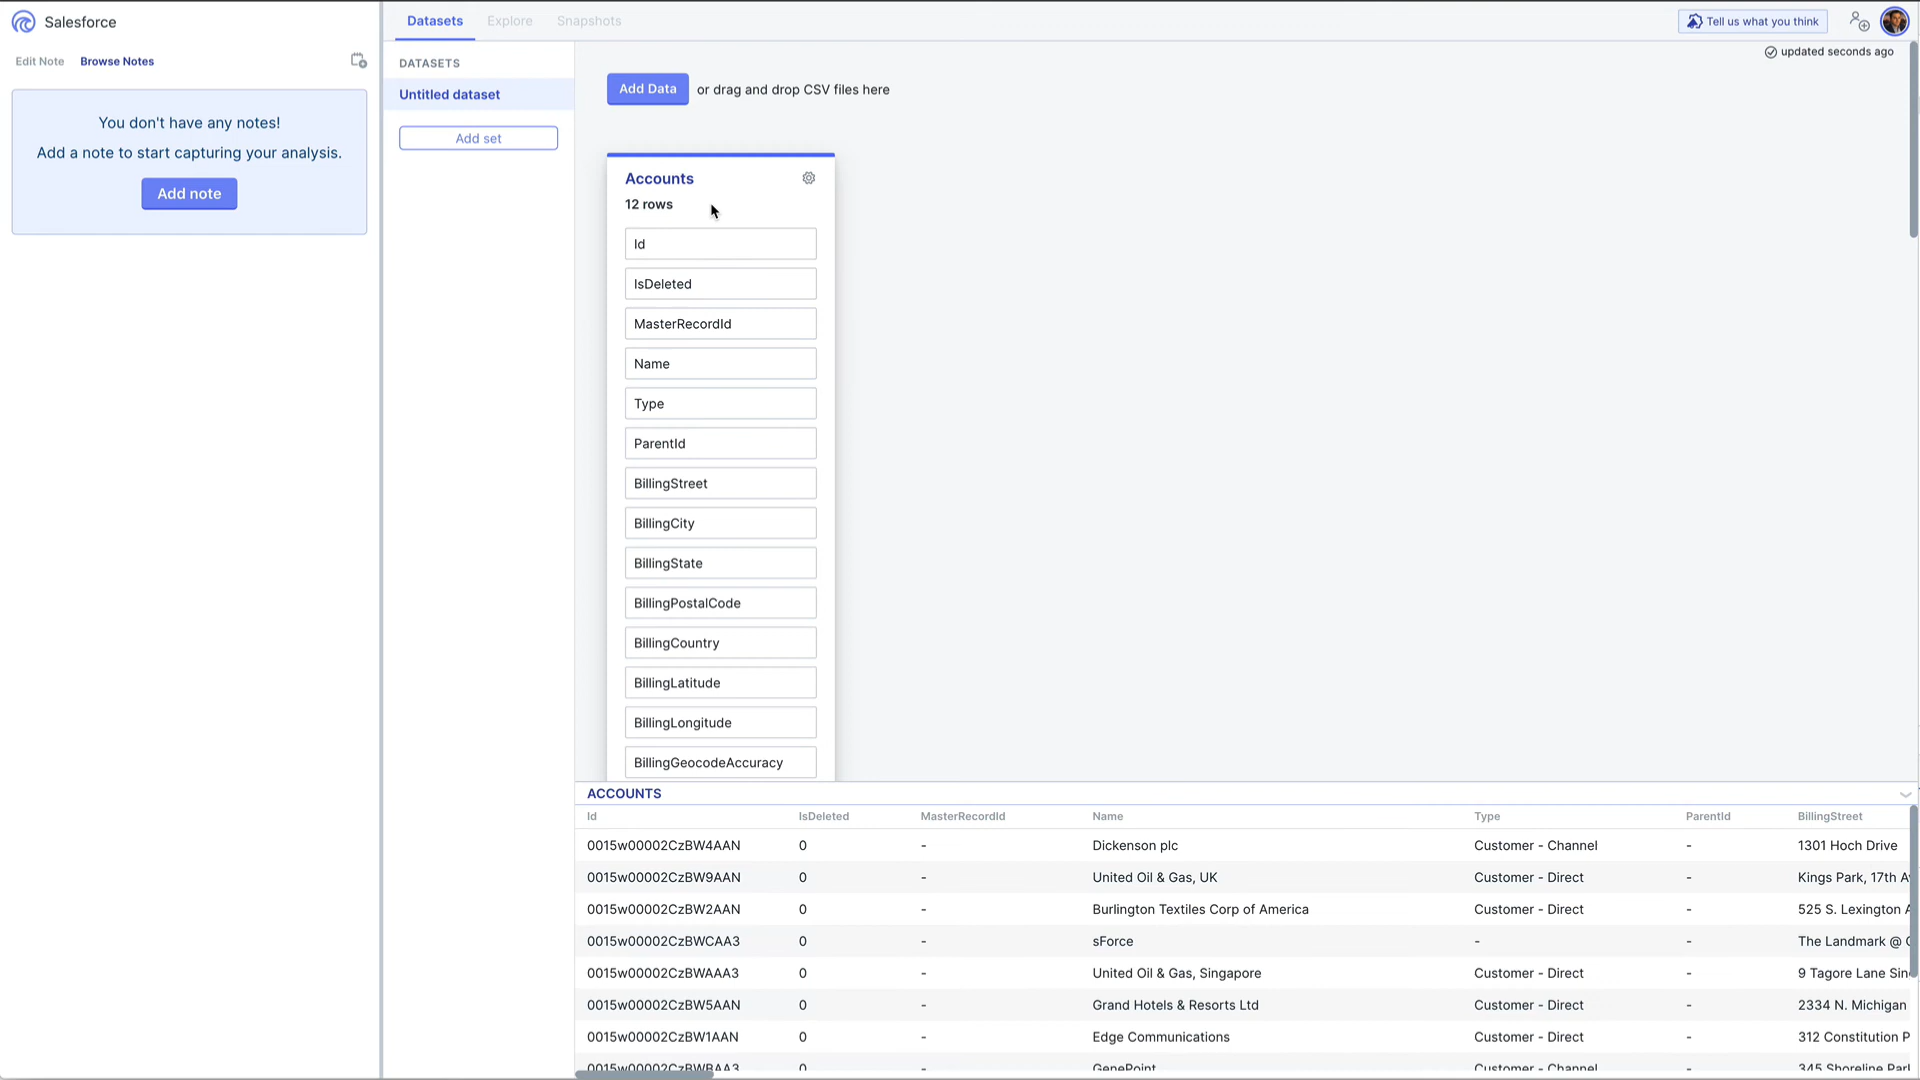 Salesforce
Edit Note
Browse Notes
You don't have any notes!
Add a note to start capturing your analysis.
Add note
Datasets
Explore
Snapshots
Tell us what you think
updated seconds ago
DATASETS
Untitled dataset
Add set
Add Data or drag and drop CSV files here
Accounts
12 rows
Id
IsDeleted
MasterRecordId
Name
Type
ParentId
BillingStreet
BillingCity
BillingState
BillingPostalCode
BillingCountry
BillingLatitude
BillingLongitude
BillingGeocodeAccuracy
ACCOUNTS
Id IsDeleted MasterRecordId Name Type ParentId BillingStreet
0015w00002CzBW4AAN 0 - Dickenson plc Customer - Channel - 1301 Hoch Drive
0015w00002CzBW9AAN 0 - United Oil & Gas, UK Customer - Direct - Kings Park, 17th
0015w00002CzBW2AAN 0 - Burlington Textiles Corp of America Customer - Direct - 525 S. Lexington
0015w00002CzBWCAA3 0 - sForce - - The Landmark @
0015w00002CzBWAAA3 0 - United Oil & Gas, Singapore Customer - Direct - 9 Tagore Lane
0015w00002CzBW5AAN 0 - Grand Hotels & Resorts Ltd Customer - Direct - 2334 N. Michigan
0015w00002CzBW1AAN 0 - Edge Communications Customer - Direct - 312 Constitution
0015w00002CzBWBAA3 0 - GenePoint Customer - Channel - 345 Shoreline